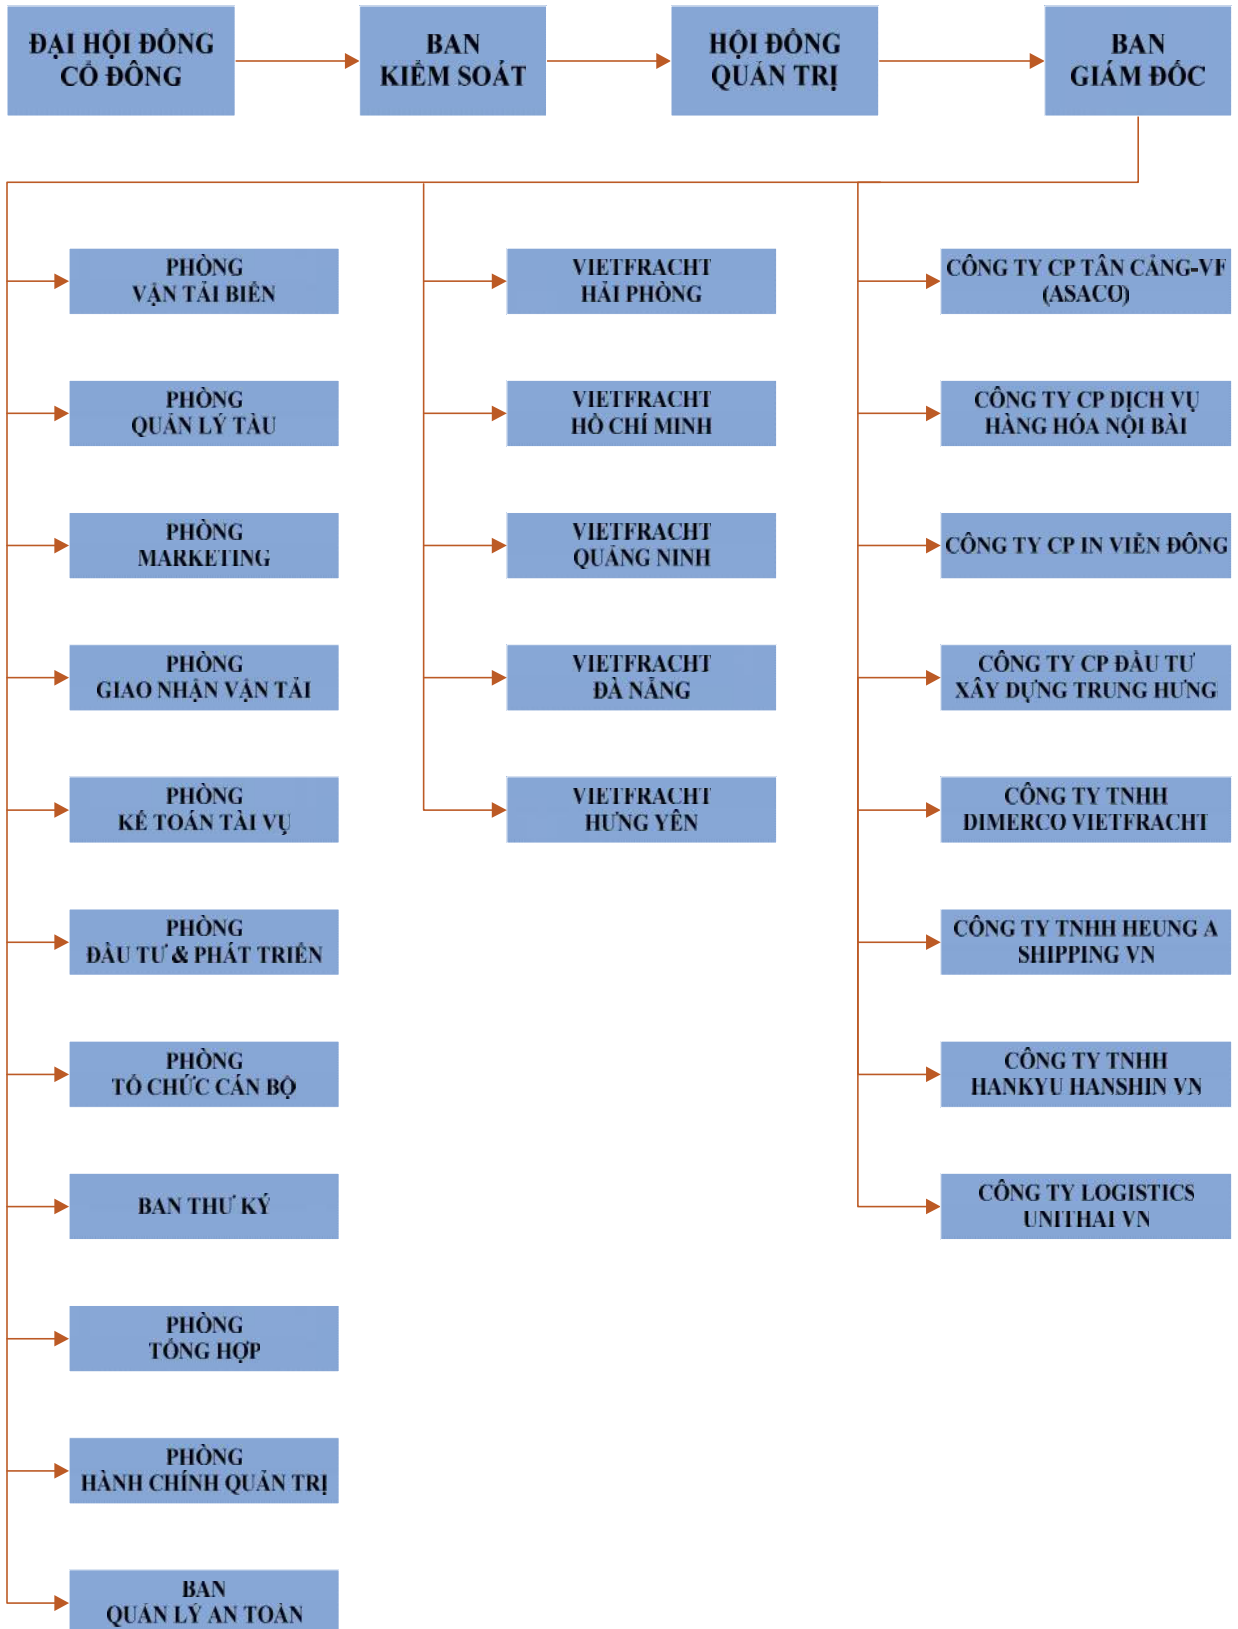 ĐẠI HỘI ĐỒNG
CỔ ĐÔNG
BAN
KIỂM SOÁT
HỘI ĐỒNG
QUẢN TRỊ
BAN
GIÁM ĐỐC
PHÒNG
VẬN TẢI BIỂN
PHÒNG
QUẢN LÝ TÀU
PHÒNG
MARKETING
PHÒNG
GIAO NHẬN VẬN TẢI
PHÒNG
KẾ TOÁN TÀI VỤ
PHÒNG
ĐẦU TƯ & PHÁT TRIỂN
PHÒNG
TỔ CHỨC CÁN BỘ
BAN THƯ KÝ
PHÒNG
TỔNG HỢP
PHÒNG
HÀNH CHÍNH QUẢN TRỊ
BAN
QUẢN LÝ AN TOÀN
VIETFRACHT
HẢI PHÒNG
VIETFRACHT
HỒ CHÍ MINH
VIETFRACHT
QUẢNG NINH
VIETFRACHT
ĐÀ NẴNG
VIETFRACHT
HƯNG YÊN
CÔNG TY CP TÂN CẢNG-VF
(ASACO)
CÔNG TY CP DỊCH VỤ
HÀNG HÓA NỘI BÀI
CÔNG TY CP IN VIỄN ĐÔNG
CÔNG TY CP ĐẦU TƯ
XÂY DỰNG TRUNG HƯNG
CÔNG TY TNHH
DIMERCO VIETFRACHT
CÔNG TY TNHH HEUNG A
SHIPPING VN
CÔNG TY TNHH
HANKYU HANSHIN VN
CÔNG TY LOGISTICS
UNITHAI VN